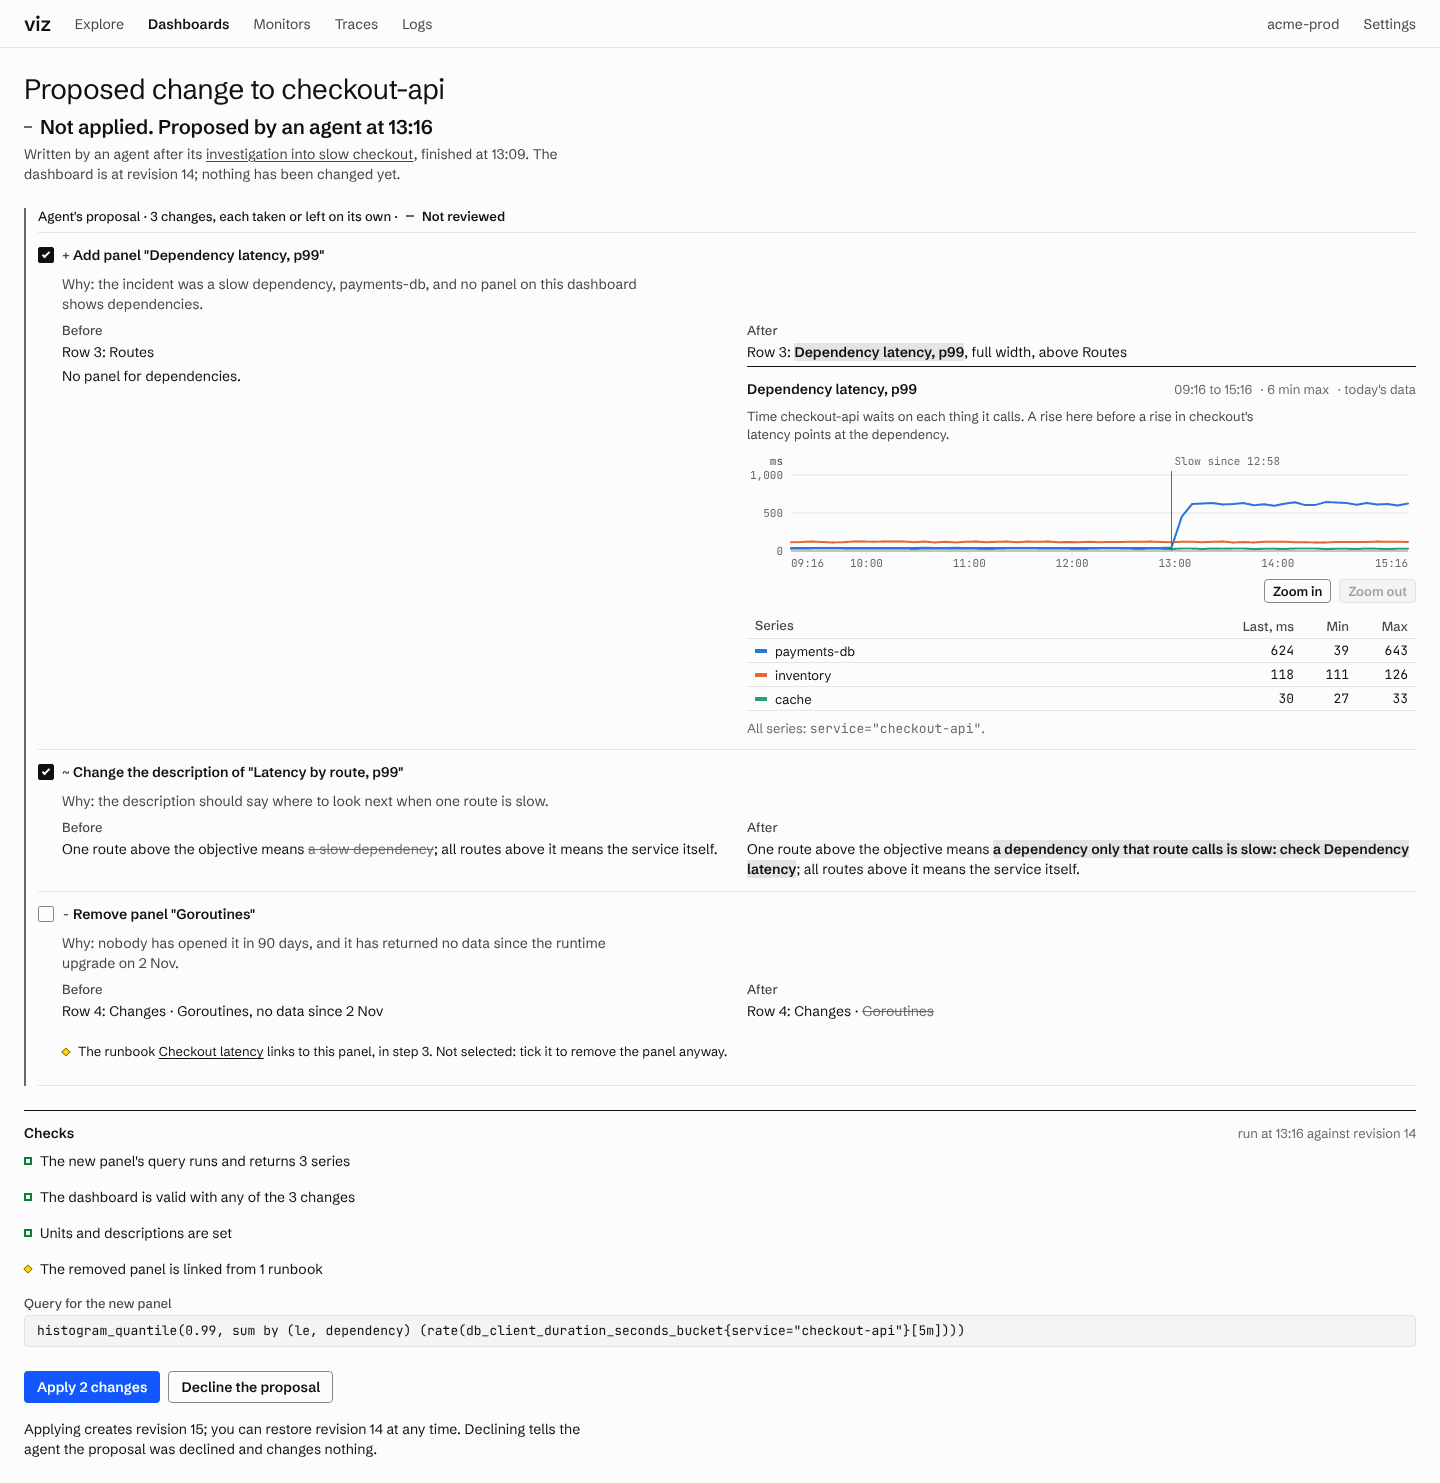 viz Explore Dashboards Monitors Traces Logs acme-prod Settings
Proposed change to checkout-api
– Not applied. Proposed by an agent at 13:16
Written by an agent after its investigation into slow checkout, finished at 13:09. The
dashboard is at revision 14; nothing has been changed yet.
Agent's proposal · 3 changes, each taken or left on its own · – Not reviewed
+ Add panel "Dependency latency, p99"
Why: the incident was a slow dependency, payments-db, and no panel on this dashboard
shows dependencies.
Before
Row 3: Routes
No panel for dependencies.
After
Row 3: Dependency latency, p99, full width, above Routes
Dependency latency, p99 09:16 to 15:16 · 6 min max · today's data
Time checkout-api waits on each thing it calls. A rise here before a rise in checkout's
latency points at the dependency.
ms Slow since 12:58
1,000
500
0
09:16 10:00 11:00 12:00 13:00 14:00 15:16
Zoom in Zoom out
Series Last, ms Min Max
payments-db 624 39 643
inventory 118 111 126
cache 30 27 33
All series: service="checkout-api".
~ Change the description of "Latency by route, p99"
Why: the description should say where to look next when one route is slow.
Before
One route above the objective means a slow dependency; all routes above it means the service itself.
After
One route above the objective means a dependency only that route calls is slow: check Dependency
latency; all routes above it means the service itself.
- Remove panel "Goroutines"
Why: nobody has opened it in 90 days, and it has returned no data since the runtime
upgrade on 2 Nov.
Before
Row 4: Changes · Goroutines, no data since 2 Nov
After
Row 4: Changes · Goroutines
The runbook Checkout latency links to this panel, in step 3. Not selected: tick it to remove the panel anyway.
Checks run at 13:16 against revision 14
The new panel's query runs and returns 3 series
The dashboard is valid with any of the 3 changes
Units and descriptions are set
The removed panel is linked from 1 runbook
Query for the new panel
histogram_quantile(0.99, sum by (le, dependency) (rate(db_client_duration_seconds_bucket{service="checkout-api"}[5m])))
Apply 2 changes Decline the proposal
Applying creates revision 15; you can restore revision 14 at any time. Declining tells the
agent the proposal was declined and changes nothing.